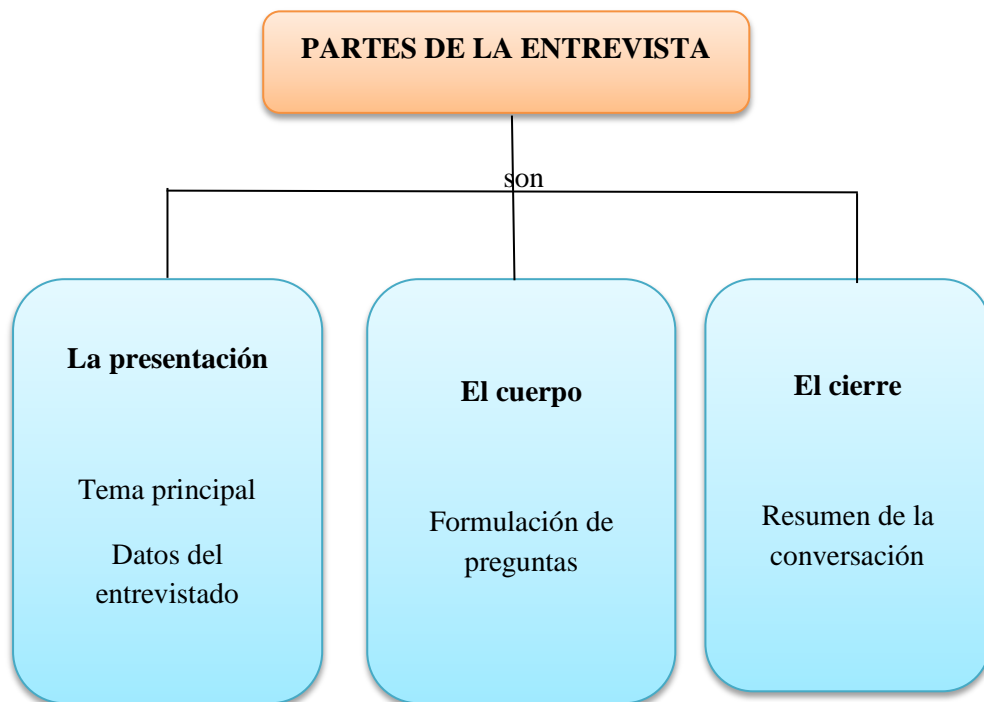 PARTES DE LA ENTREVISTA
son
La presentación
Tema principal
Datos del
entrevistado
El cuerpo
Formulación de
preguntas
El cierre
Resumen de la
conversación